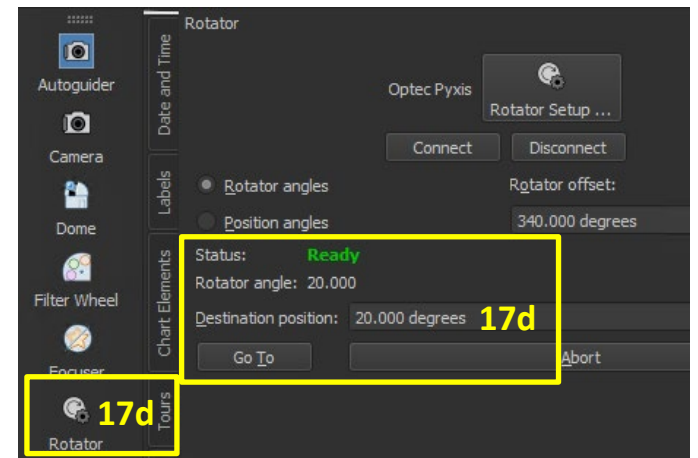 Rotator
Autoguider
Camera
Dome
Filter Wheel
Focuser
17d
Rotator
Date and Time
Labels
Chart Elements
Tours
Optec Pyxis
Rotator Setup ...
Connect
Disconnect
Rotator angles
Rotator offset:
Position angles
340.000 degrees
Status: Ready
Rotator angle: 20.000
Destination position: 20.000 degrees 17d
Go To
Abort